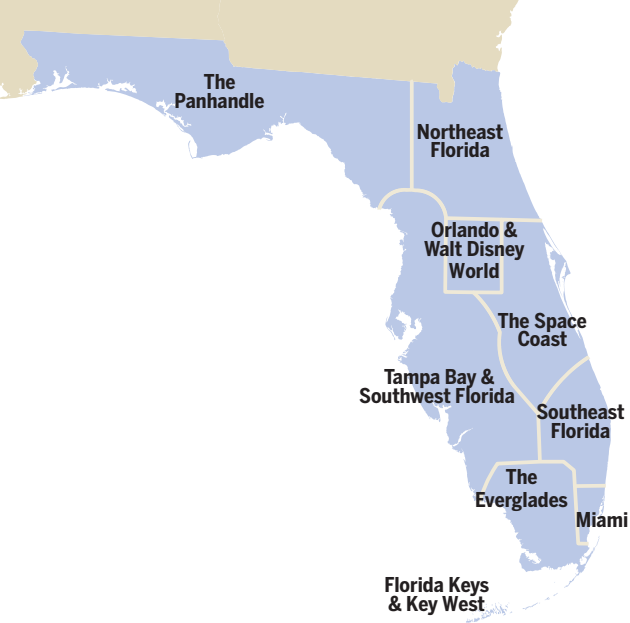 The
Panhandle
Northeast
Florida
Orlando &
Walt Disney
World
The Space
Coast
Tampa Bay &
Southwest Florida
Southeast
Florida
The
Everglades
Miami
Florida Keys
& Key West